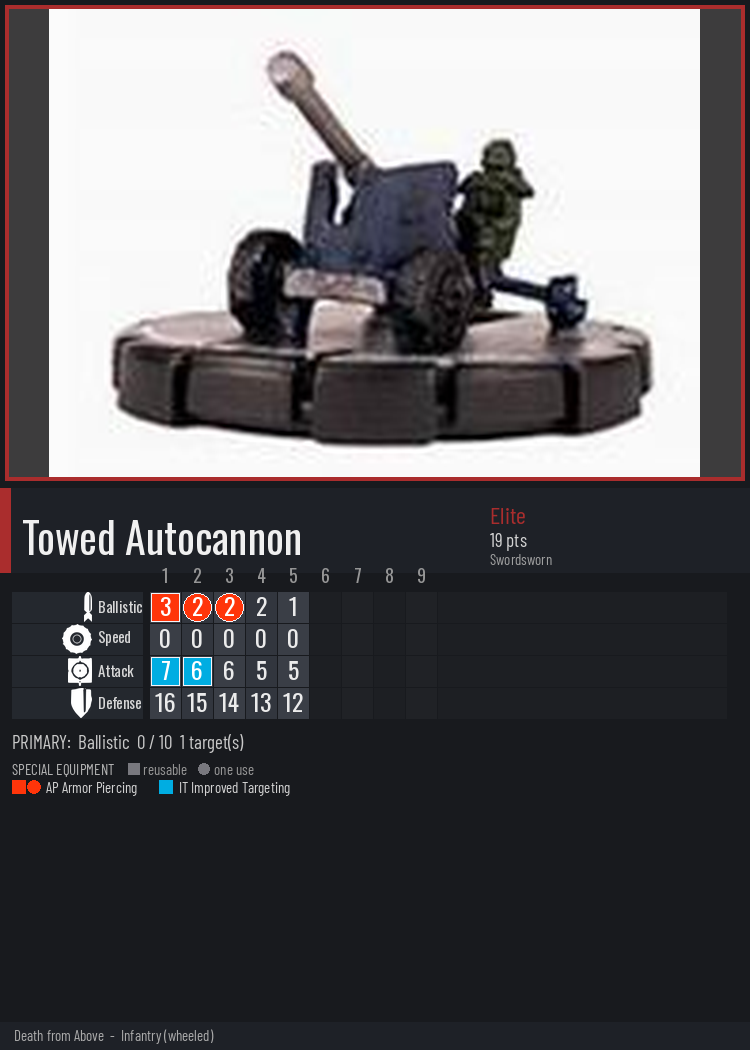 Towed Autocannon
Elite
19 pts
Swordsworn
1 2 3 4 5 6 7 8 9
Ballistic 3 2 2 2 1
Speed 0 0 0 0 0
Attack 7 6 6 5 5
Defense 16 15 14 13 12
PRIMARY: Ballistic 0 / 10 1 target(s)
SPECIAL EQUIPMENT reusable one use
AP Armor Piercing IT Improved Targeting
Death from Above - Infantry (wheeled)